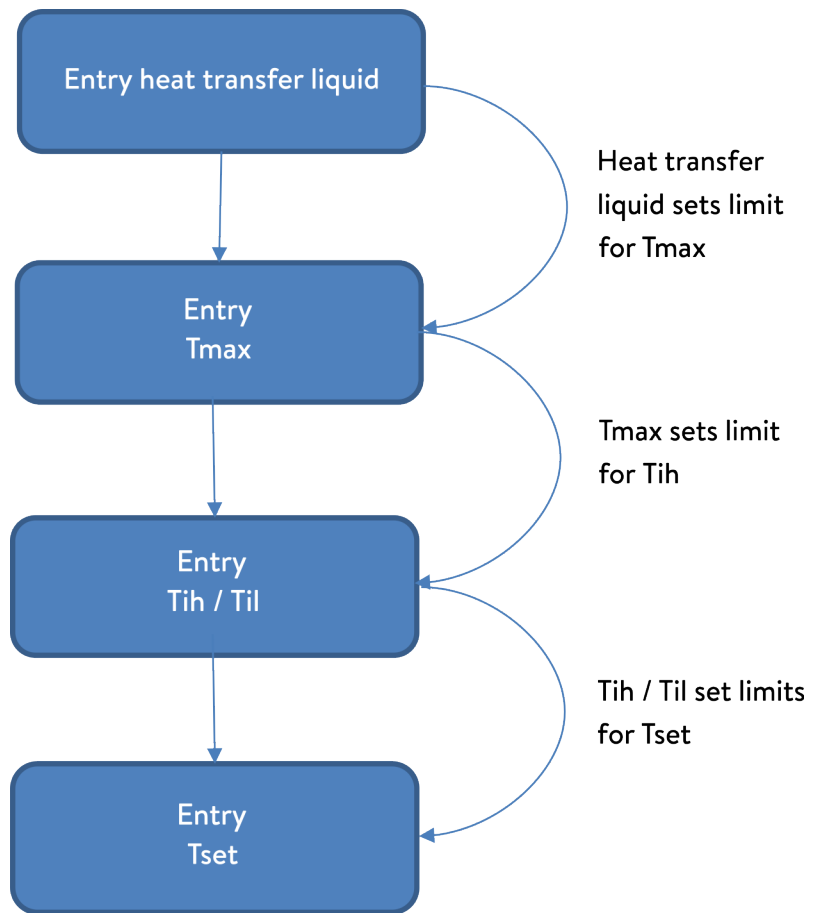 Entry heat transfer liquid
Heat transfer
liquid sets limit
for Tmax
Entry
Tmax
Tmax sets limit
for Tih
Entry
Tih / Til
Tih / Til set limits
for Tset
Entry
Tset